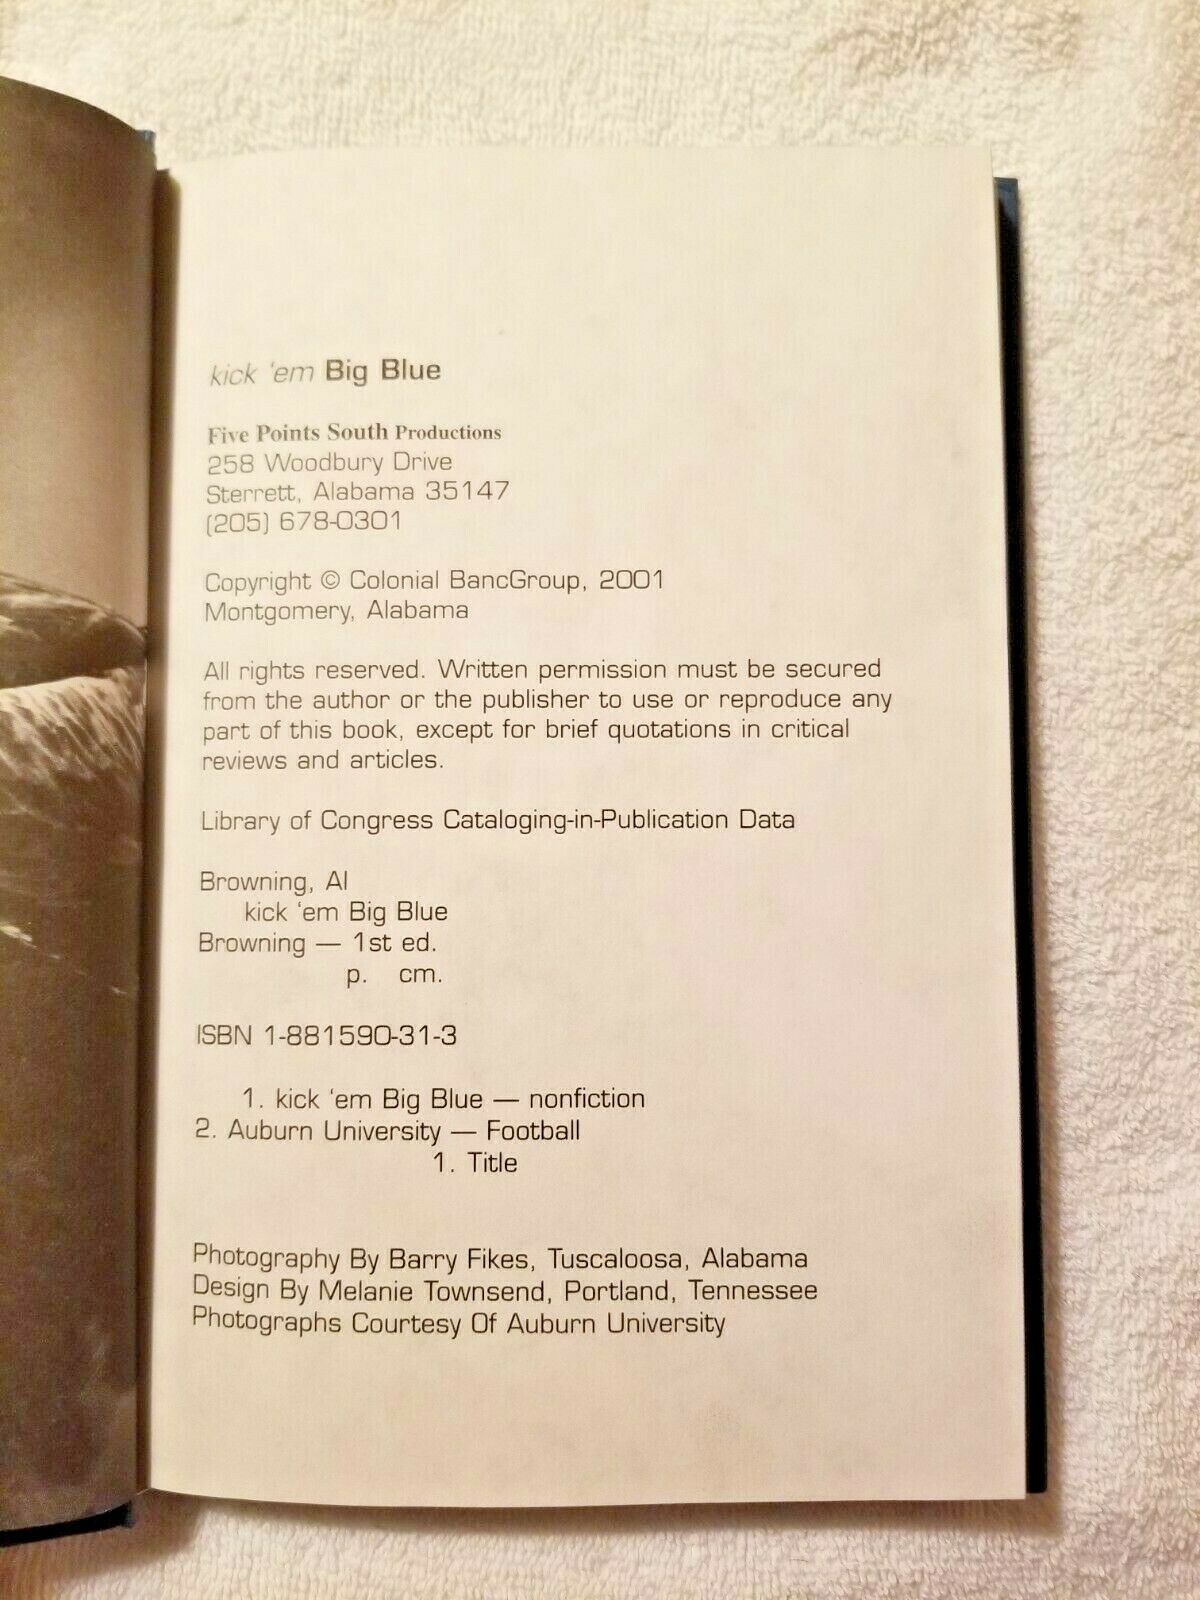 kick 'em Big Blue
Five Points South Productions
258 Woodbury Drive
Sterrett, Alabama 35147
(205) 678-0301
Copyright © Colonial BancGroup, 2001
Montgomery, Alabama
All rights reserved. Written permission must be secured
from the author or the publisher to use or reproduce any
part of this book, except for brief quotations in critical
reviews and articles.
Library of Congress Cataloging-in-Publication Data
Browning, Al
kick 'em Big Blue
Browning — 1st ed.
p. cm.
ISBN 1-881590-31-3
1. kick 'em Big Blue — nonfiction
2. Auburn University — Football
1. Title
Photography By Barry Fikes, Tuscaloosa, Alabama
Design By Melanie Townsend, Portland, Tennessee
Photographs Courtesy Of Auburn University